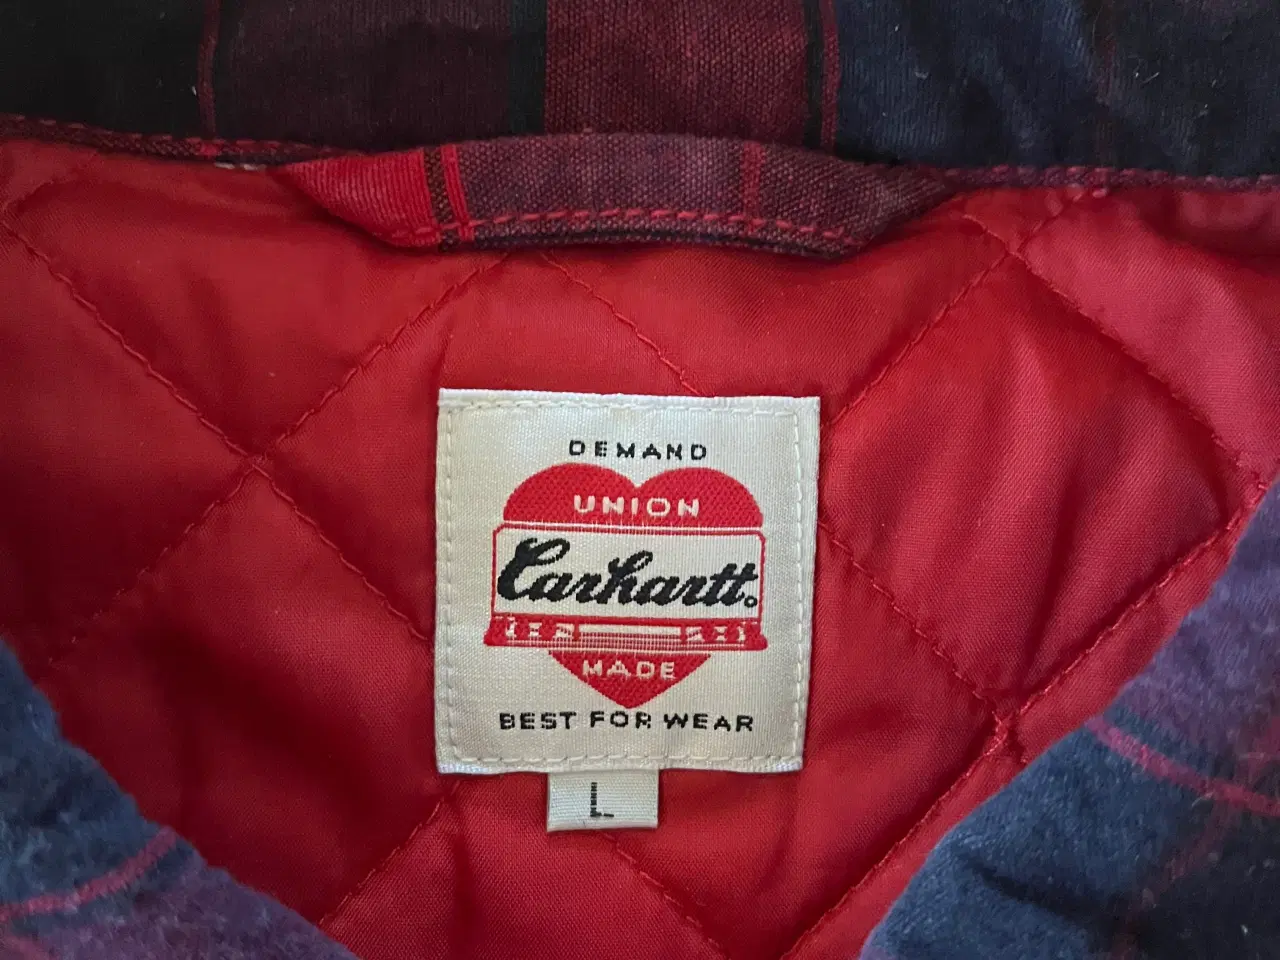 DEMAND
UNION
Carhartt
MADE
BEST FOR WEAR
L